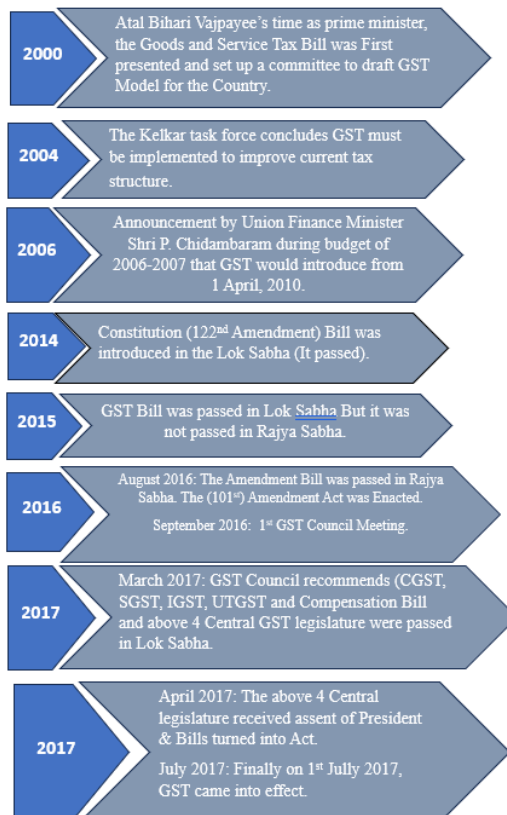 2000
Atal Bihari Vajpayee's time as prime minister,
the Goods and Service Tax Bill was First
presented and set up a committee to draft GST
Model for the Country.
2004
The Kelkar task force concludes GST must
be implemented to improve current tax
structure.
2006
Announcement by Union Finance Minister
Shri P. Chidambaram during budget of
2006-2007 that GST would introduce from
1 April, 2010.
2014
Constitution (122nd Amendment) Bill was
introduced in the Lok Sabha (It passed).
2015
GST Bill was passed in Lok Sabha But it was
not passed in Rajya Sabha.
2016
August 2016: The Amendment Bill was passed in Rajya
Sabha. The (101st) Amendment Act was Enacted.
September 2016: 1st GST Council Meeting.
2017
March 2017: GST Council recommends (CGST,
SGST, IGST, UTGST and Compensation Bill
and above 4 Central GST legislature were passed
in Lok Sabha.
2017
April 2017: The above 4 Central
legislature received assent of President
& Bills turned into Act.
July 2017: Finally on 1st Jully 2017,
GST came into effect.